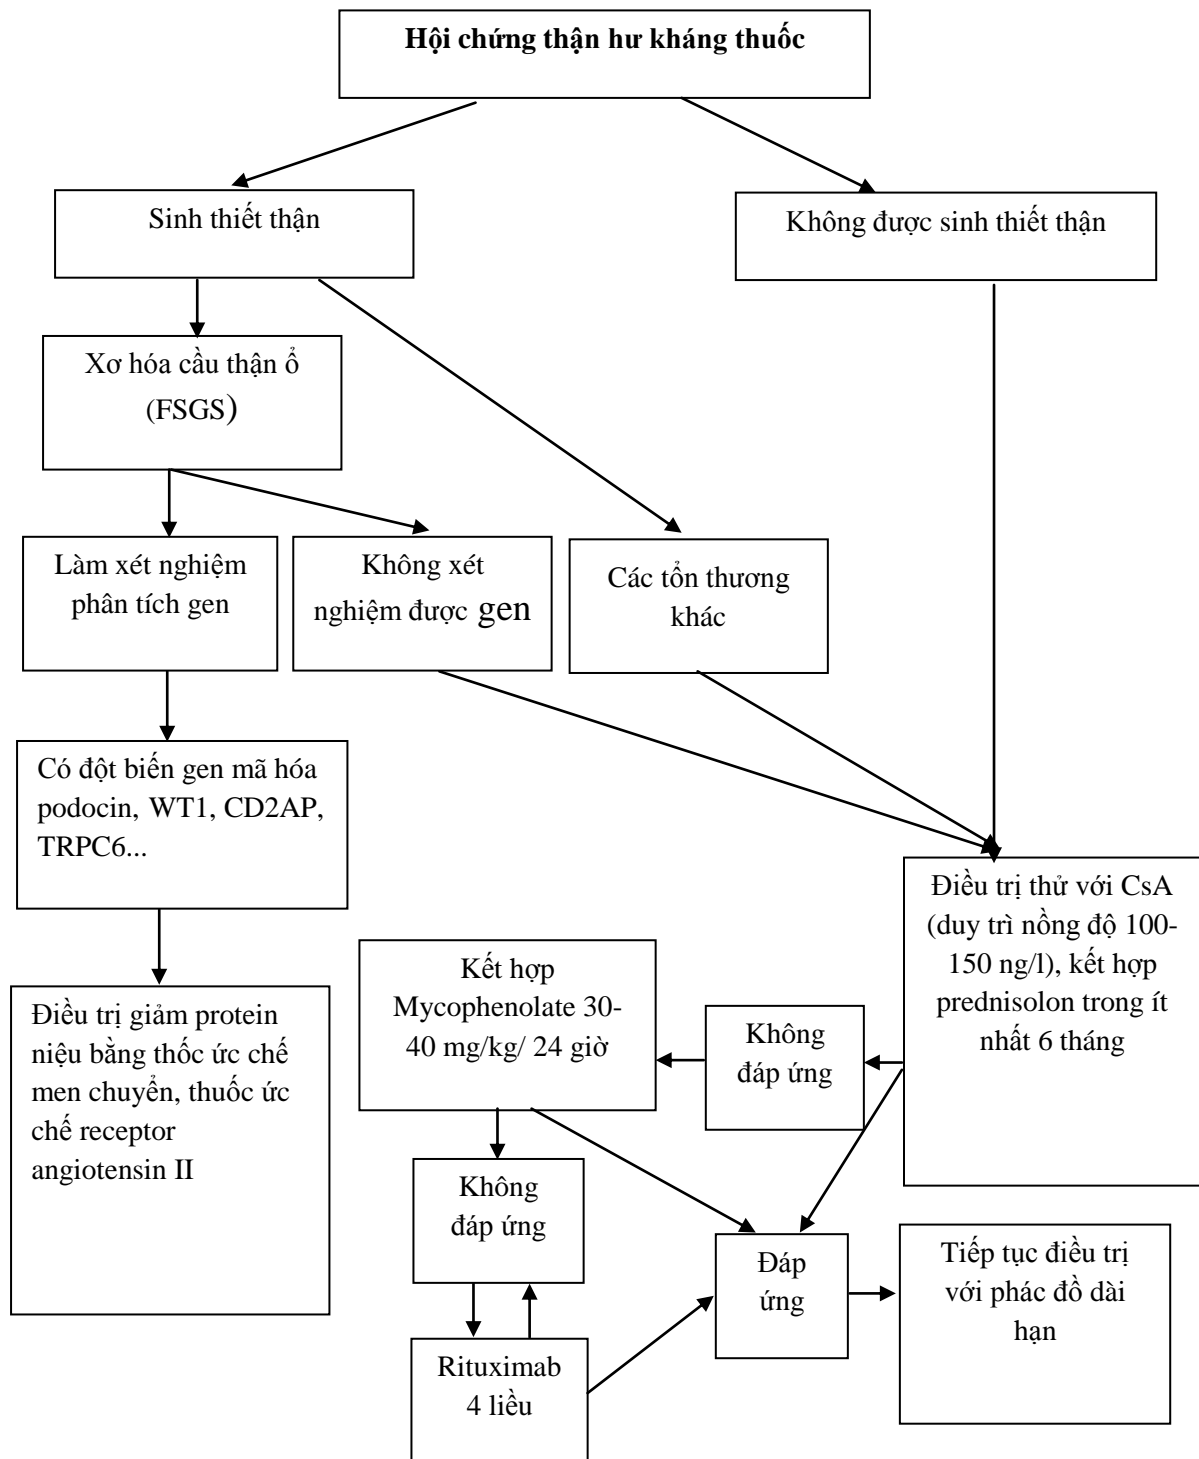 Hội chứng thận hư kháng thuốc
Sinh thiết thận
Không được sinh thiết thận
Xơ hóa cầu thận ổ
(FSGS)
Làm xét nghiệm
phân tích gen
Không xét
nghiệm được gen
Các tổn thương
khác
Có đột biến gen mã hóa
podocin, WT1, CD2AP,
TRPC6...
Điều trị thử với CsA
(duy trì nồng độ 100-
150 ng/l), kết hợp
prednisolon trong ít
nhất 6 tháng
Kết hợp
Mycophenolate 30-
40 mg/kg/ 24 giờ
Không
đáp ứng
Điều trị giảm protein
niệu bằng thốc ức chế
men chuyển, thuốc ức
chế receptor
angiotensin II
Không
đáp ứng
Đáp
ứng
Tiếp tục điều trị
với phác đồ dài
hạn
Rituximab
4 liều